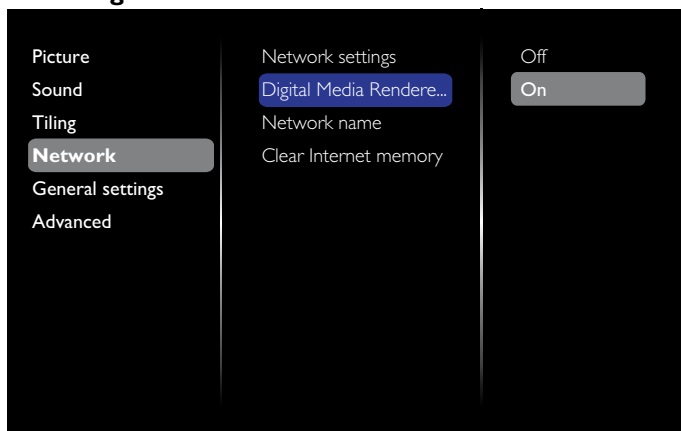 Picture
Sound
Tiling
Network
General settings
Advanced
Network settings
Digital Media Rendere...
Network name
Clear Internet memory
Off
On